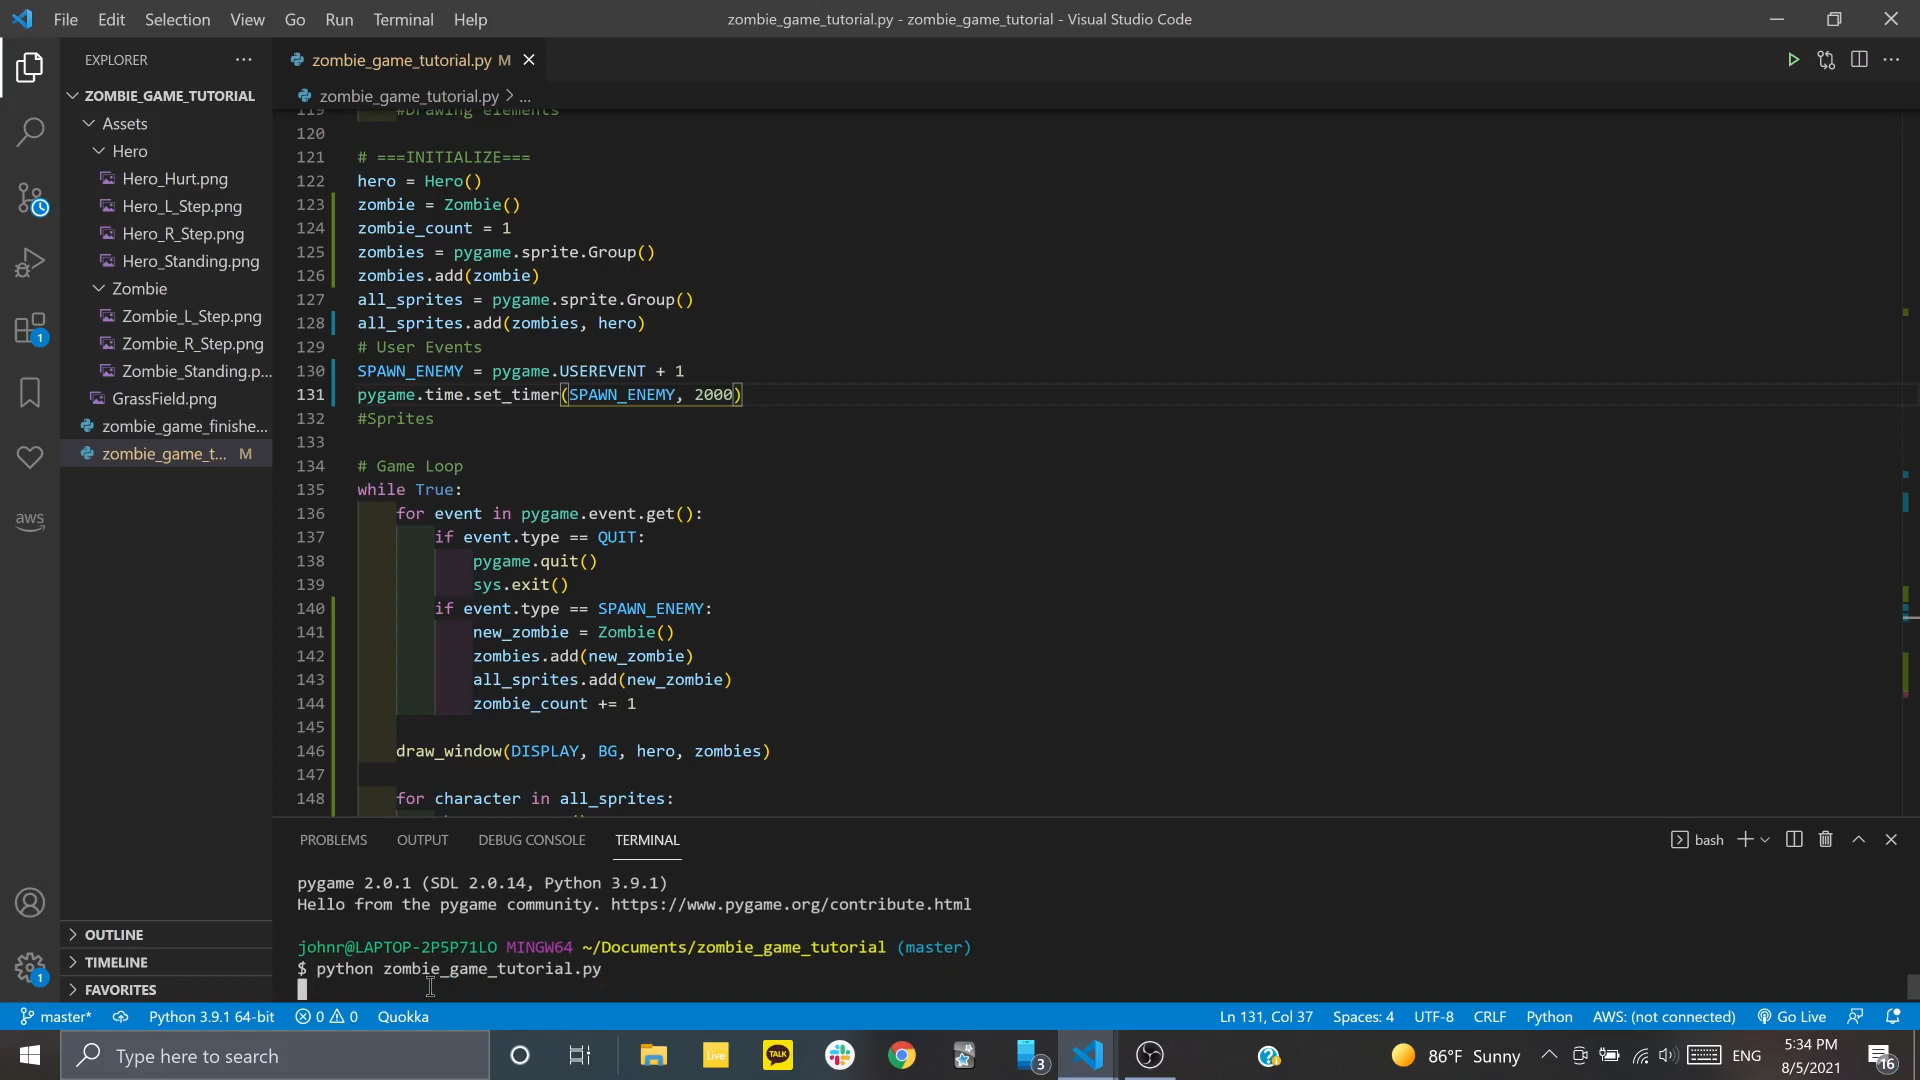 File Edit Selection View Go Run Terminal Help
zombie_game_tutorial.py - zombie_game_tutorial - Visual Studio Code
EXPLORER
zombie_game_tutorial.py M
ZOMBIE_GAME_TUTORIAL
zombie_game_tutorial.py > ...
Assets
Hero
Hero_Hurt.png
Hero_L_Step.png
Hero_R_Step.png
Hero_Standing.png
Zombie
Zombie_L_Step.png
Zombie_R_Step.png
Zombie_Standing.p...
GrassField.png
zombie_game_finishe...
zombie_game_t... M
OUTLINE
TIMELINE
FAVORITES
aws
1
1
119 #Drawing elements
120
121 # ===INITIALIZE===
122 hero = Hero()
123 zombie = Zombie()
124 zombie_count = 1
125 zombies = pygame.sprite.Group()
126 zombies.add(zombie)
127 all_sprites = pygame.sprite.Group()
128 all_sprites.add(zombies, hero)
129 # User Events
130 SPAWN_ENEMY = pygame.USEREVENT + 1
131 pygame.time.set_timer(SPAWN_ENEMY, 2000)
132 #Sprites
133
134 # Game Loop
135 while True:
136 for event in pygame.event.get():
137 if event.type == QUIT:
138 pygame.quit()
139 sys.exit()
140 if event.type == SPAWN_ENEMY:
141 new_zombie = Zombie()
142 zombies.add(new_zombie)
143 all_sprites.add(new_zombie)
144 zombie_count += 1
145
146 draw_window(DISPLAY, BG, hero, zombies)
147
148 for character in all_sprites:
PROBLEMS OUTPUT DEBUG CONSOLE TERMINAL
bash
pygame 2.0.1 (SDL 2.0.14, Python 3.9.1)
Hello from the pygame community. https://www.pygame.org/contribute.html
johnr@LAPTOP-2P5P71LO MINGW64 ~/Documents/zombie_game_tutorial (master)
$ python zombie_game_tutorial.py
master* Python 3.9.1 64-bit 0 0 Quokka
Ln 131, Col 37 Spaces: 4 UTF-8 CRLF Python AWS: (not connected) Go Live
Type here to search
Live
TALK
3
86°F Sunny
ENG
5:34 PM
8/5/2021
16